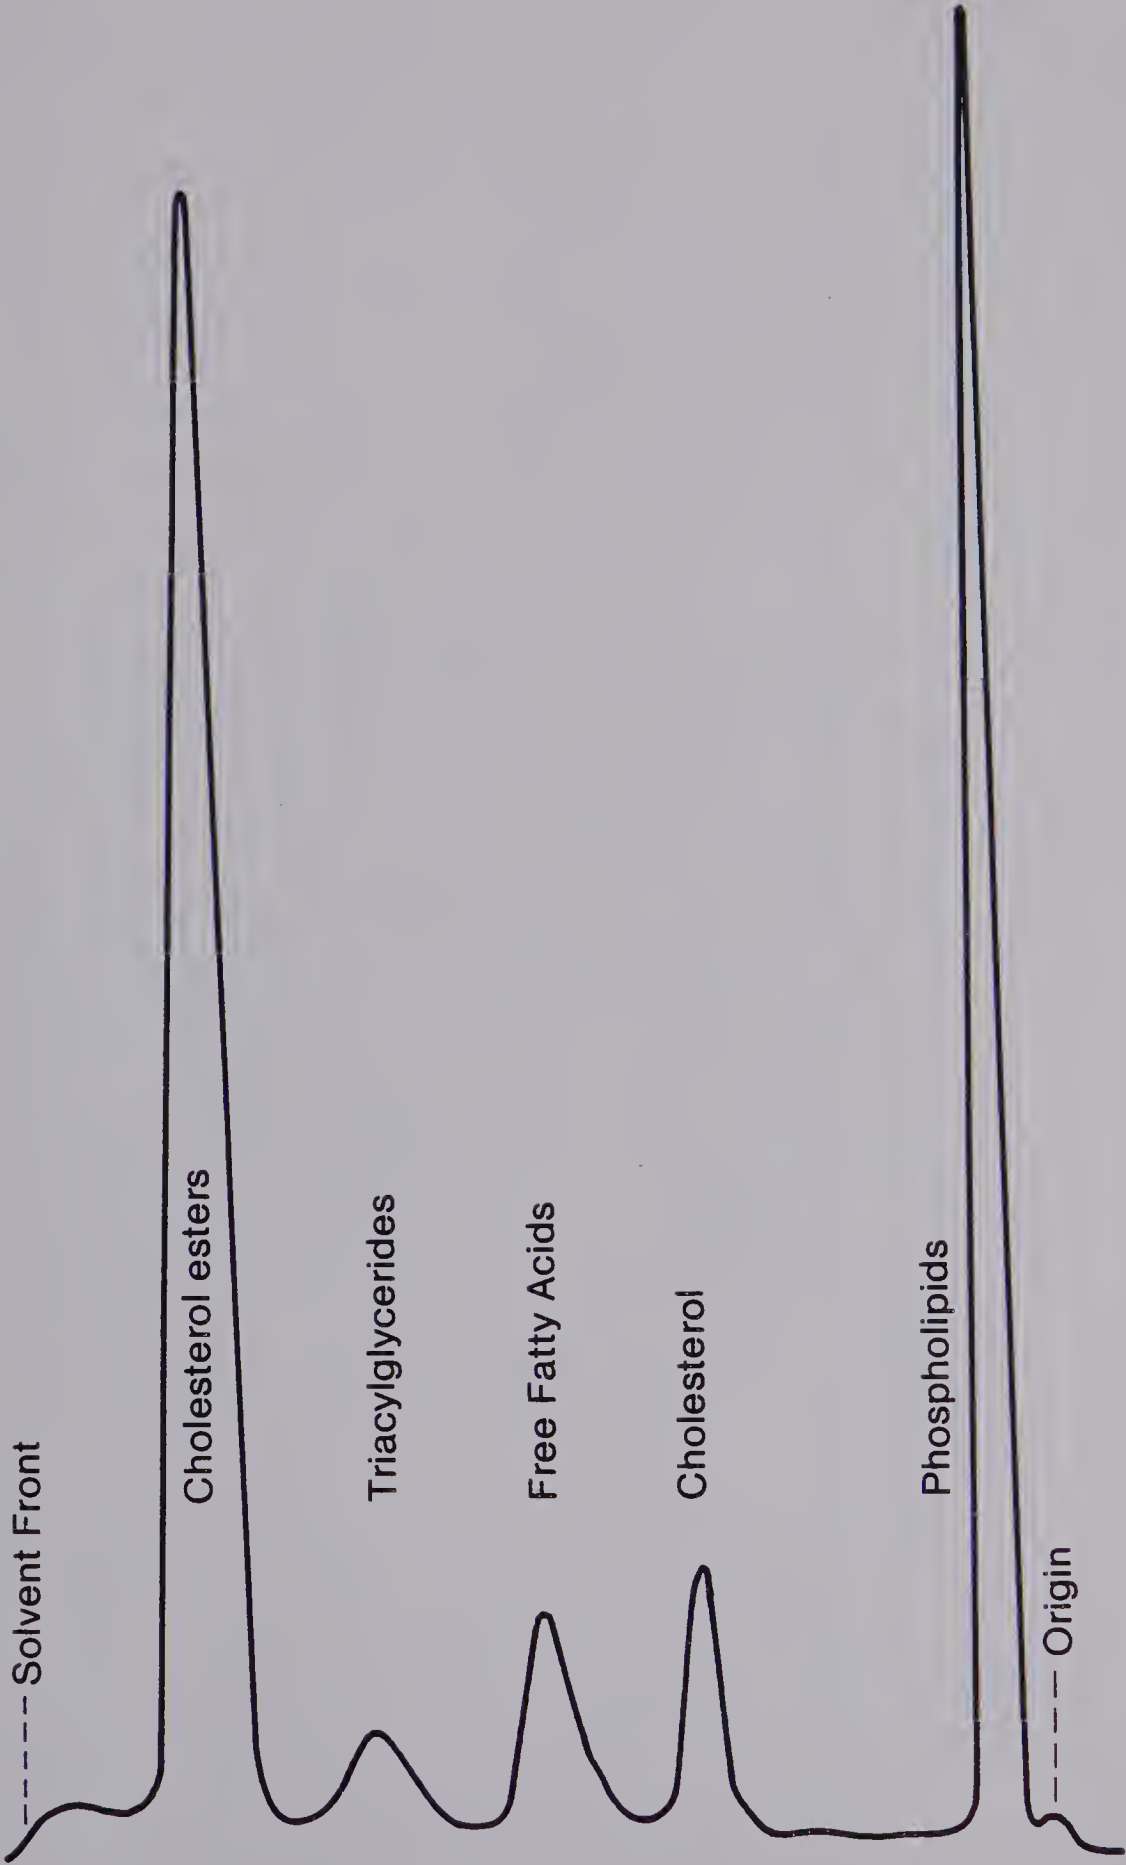 Solvent Front
Cholesterol esters
Triacylglycerides
Free Fatty Acids
Cholesterol
Phospholipids
Origin